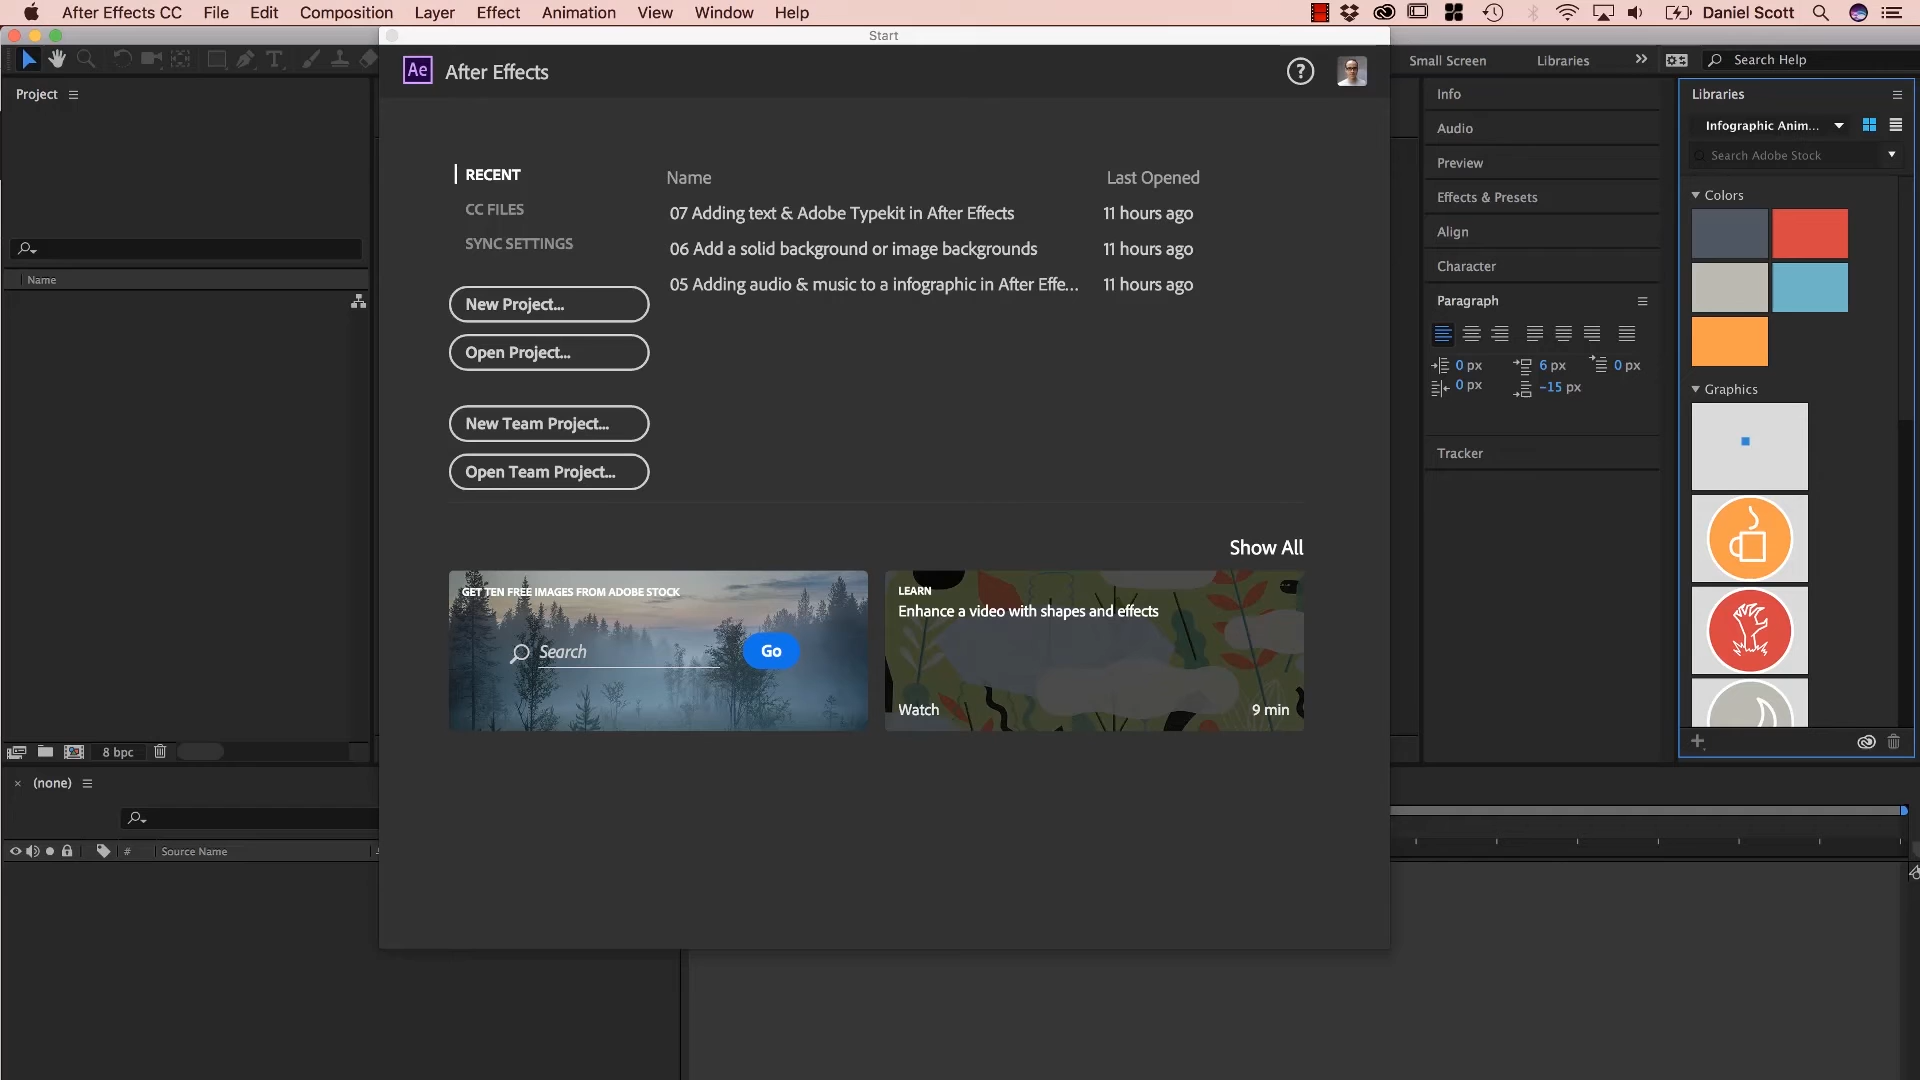 After Effects CC File Edit Composition Layer Effect Animation View Window Help Daniel Scott
Start
Ae After Effects ?
Small Screen Libraries >> Search Help
Project
Name
RECENT
CC FILES
SYNC SETTINGS
New Project...
Open Project...
New Team Project...
Open Team Project...
Name Last Opened
07 Adding text & Adobe Typekit in After Effects 11 hours ago
06 Add a solid background or image backgrounds 11 hours ago
05 Adding audio & music to a infographic in After Effe... 11 hours ago
Show All
GET TEN FREE IMAGES FROM ADOBE STOCK
Search Go
LEARN
Enhance a video with shapes and effects
Watch 9 min
Info
Audio
Preview
Effects & Presets
Align
Character
Paragraph
0 px 6 px 0 px
0 px -15 px
Tracker
Libraries
Infographic Anim...
Search Adobe Stock
Colors
Graphics
8 bpc
(none)
# Source Name